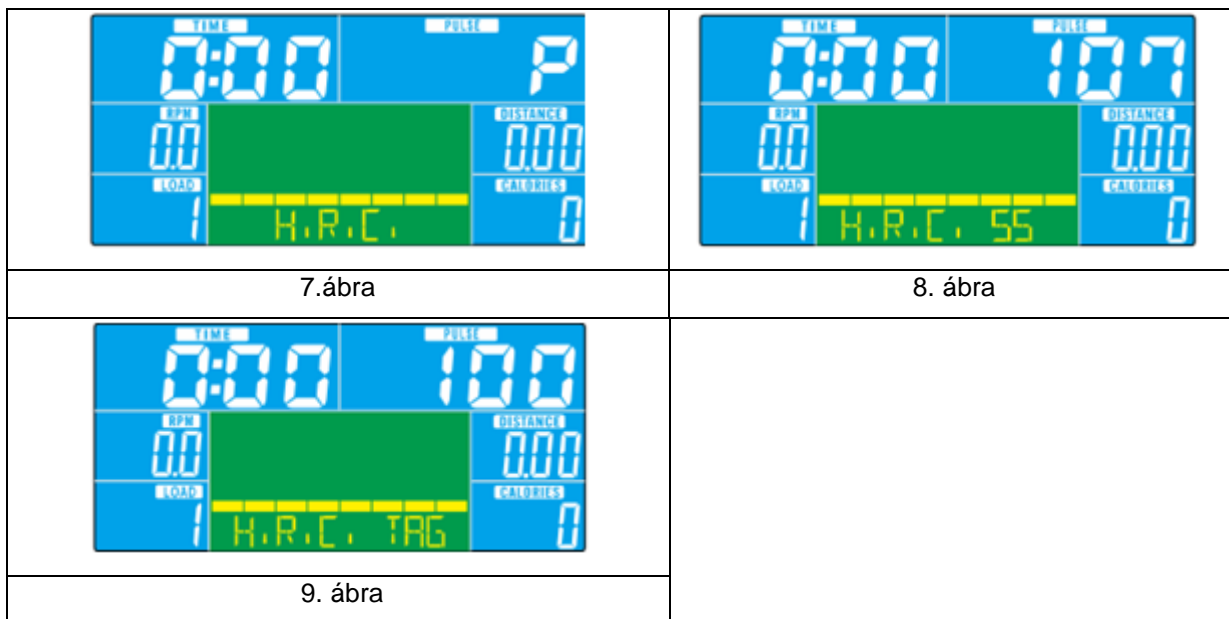 TIME PULSE
0:00 P
RPM DISTANCE
0.0 0.00
LOAD CALORIES
1 H.R.C. 0
7.ábra
TIME PULSE
0:00 107
RPM DISTANCE
0.0 0.00
LOAD CALORIES
1 H.R.C. 55 0
8. ábra
TIME PULSE
0:00 100
RPM DISTANCE
0.0 0.00
LOAD CALORIES
1 H.R.C. TAG 0
9. ábra